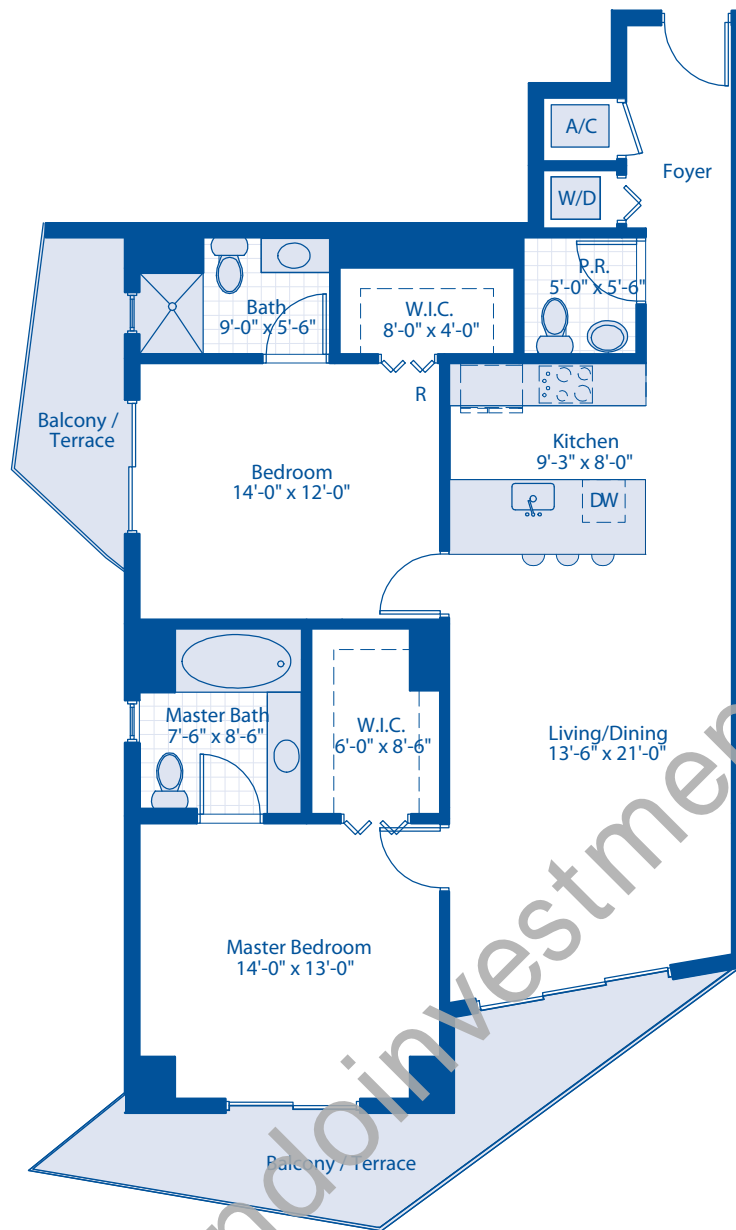 A/C
Foyer
W/D
P.R.
5'-0" x 5'-6"
Bath
9'-0" x 5'-6"
W.I.C.
8'-0" x 4'-0"
R
Balcony /
Terrace
Kitchen
9'-3" x 8'-0"
Bedroom
14'-0" x 12'-0"
DW
Master Bath
7'-6" x 8'-6"
W.I.C.
6'-0" x 8'-6"
Living/Dining
13'-6" x 21'-0"
Master Bedroom
14'-0" x 13'-0"
Balcony / Terrace
ndoinvestmen